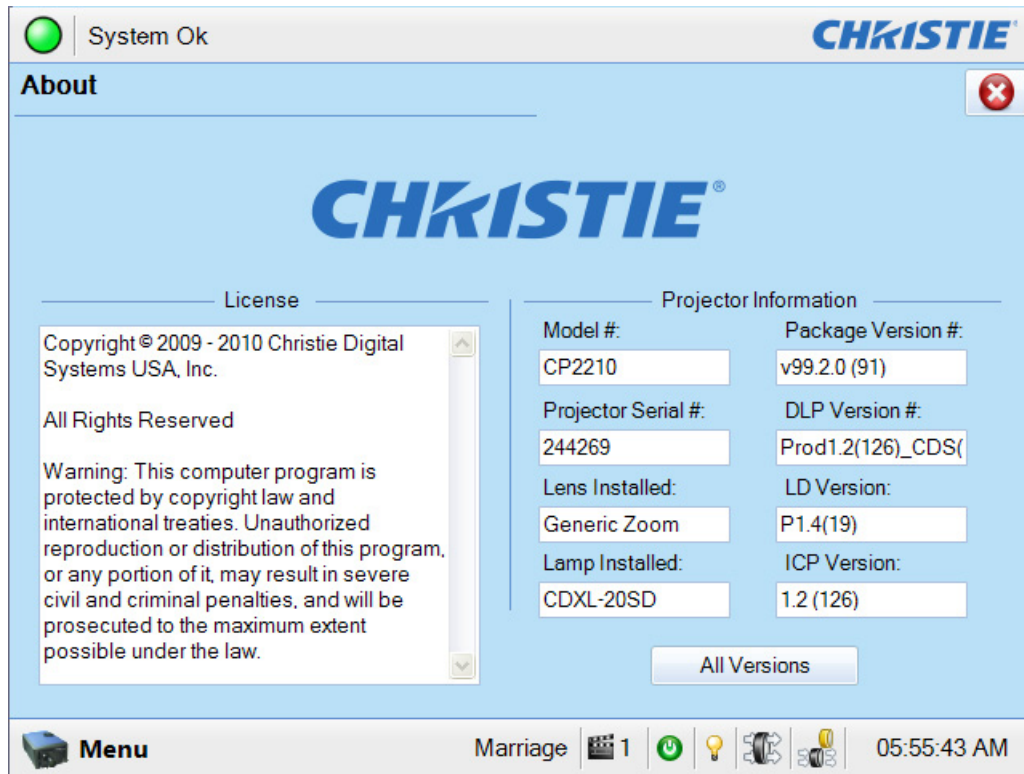 System Ok
CHRISTIE
About
CHRISTIE®
License
Copyright © 2009 - 2010 Christie Digital
Systems USA, Inc.
All Rights Reserved
Warning: This computer program is
protected by copyright law and
international treaties. Unauthorized
reproduction or distribution of this program,
or any portion of it, may result in severe
civil and criminal penalties, and will be
prosecuted to the maximum extent
possible under the law.
Projector Information
Model #: Package Version #:
CP2210 v99.2.0 (91)
Projector Serial #: DLP Version #:
244269 Prod1.2(126)_CDS(
Lens Installed: LD Version:
Generic Zoom P1.4(19)
Lamp Installed: ICP Version:
CDXL-20SD 1.2 (126)
All Versions
Menu Marriage 1 05:55:43 AM